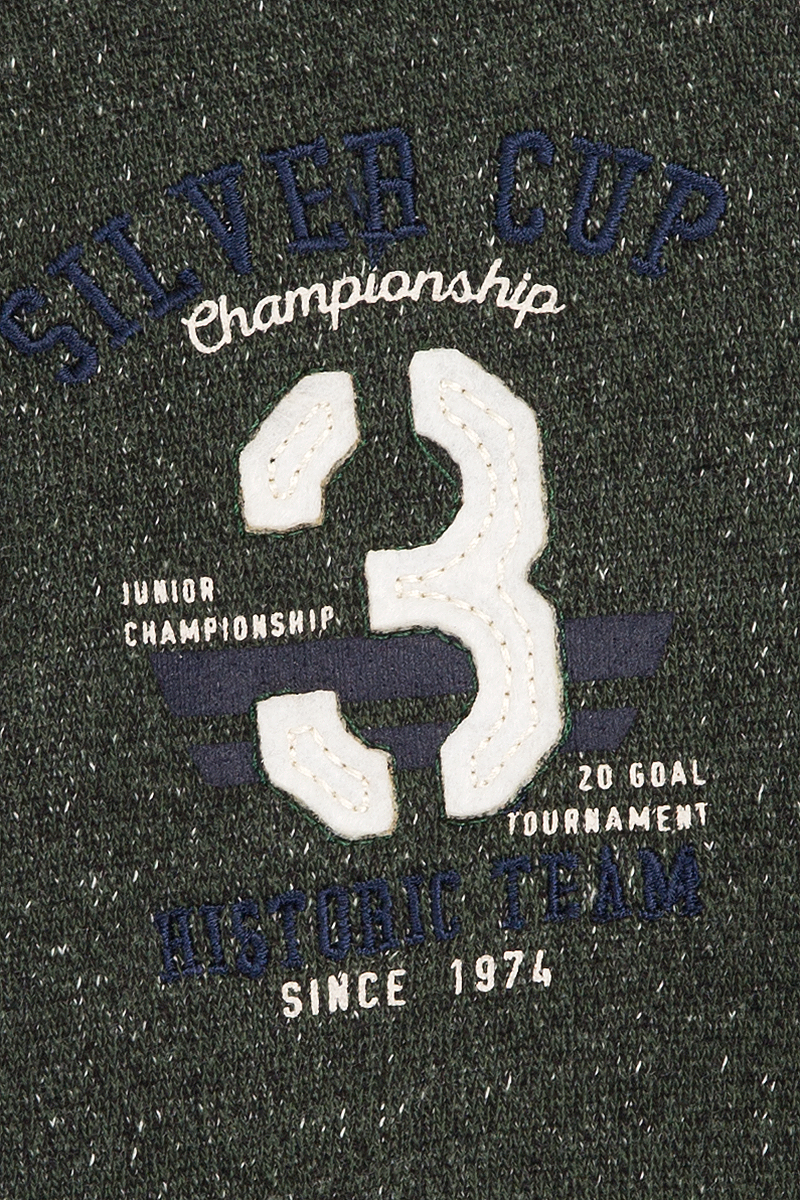 SILVER CUP
Championship
3
JUNIOR
CHAMPIONSHIP
20 GOAL
TOURNAMENT
HISTORIC TEAM
SINCE 1974